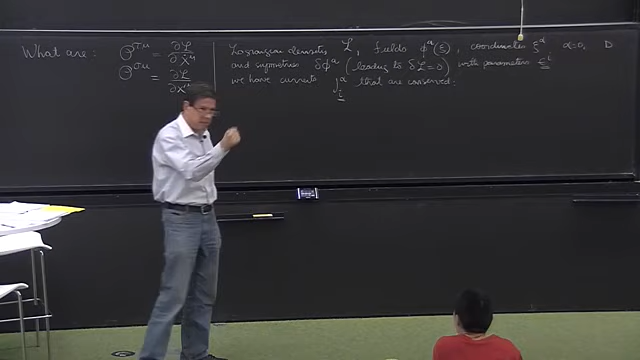 What are : 𝒫^τ_μ = ∂ℒ/∂Ẋ^μ
𝒫^σ_μ = ∂ℒ/∂X'^μ
Lagrangian densities ℒ, fields ϕ^a(ξ), coordinates ξ^α α=0, D
and symmetries δϕ^a (leading to δℒ=0) with parameters ε^i
we have currents j^α_i that are conserved.